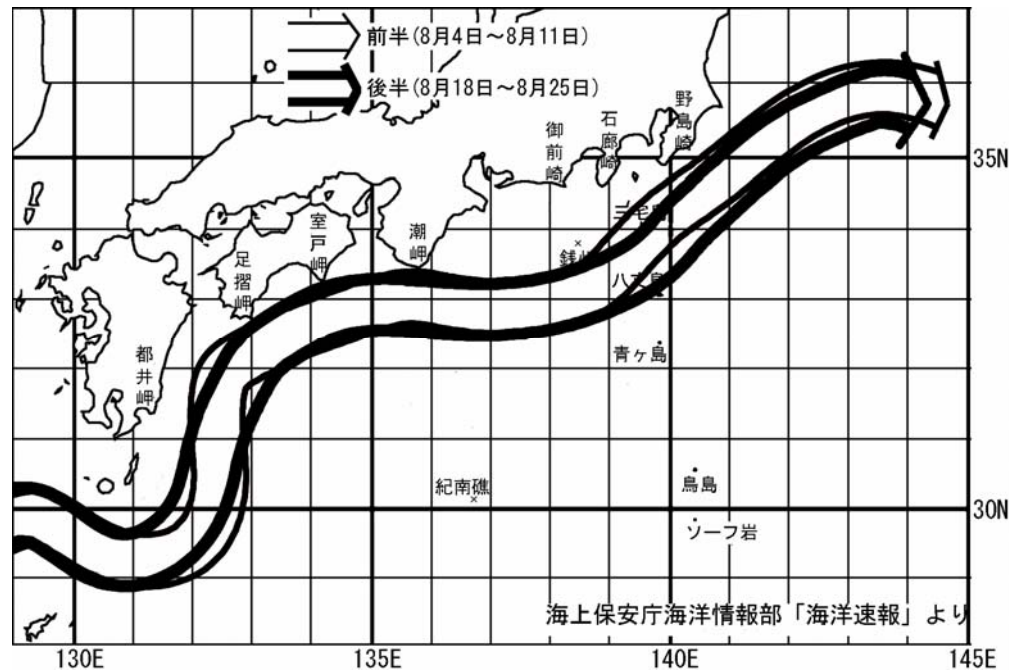 前半(8月4日~8月11日)
後半(8月18日~8月25日)
野島崎
石廊崎
御前崎
35N
室戸岬
潮岬
三宅島
足摺岬
八丈島
都井岬
青ヶ島
紀南礁
鳥島
30N
ソーフ岩
海上保安庁海洋情報部「海洋速報」より
130E
135E
140E
145E